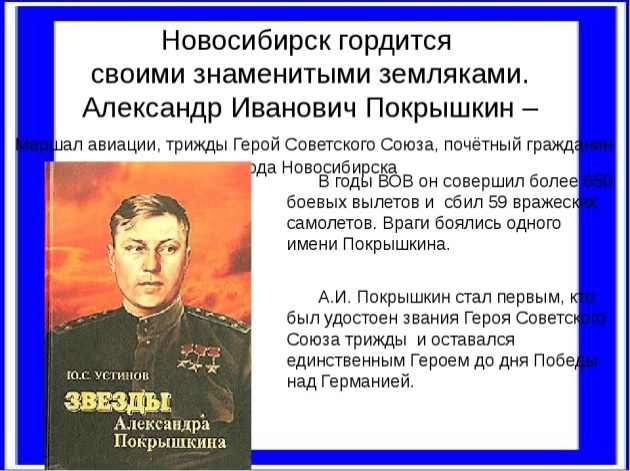 Новосибирск гордится
своими знаменитыми земляками.
Александр Иванович Покрышкин –
Маршал авиации, трижды Герой Советского Союза, почётный гражданин
ода Новосибирска
В годы ВОВ он совершил более 650
боевых вылетов и сбил 59 вражеских
самолетов. Враги боялись одного
имени Покрышкина.
А.И. Покрышкин стал первым, кто
был удостоен звания Героя Советского
Союза трижды и оставался
единственным Героем до дня Победы
над Германией.
Ю.С. УСТИНОВ
ЗВЕЗДЫ
Александра
Покрышкина